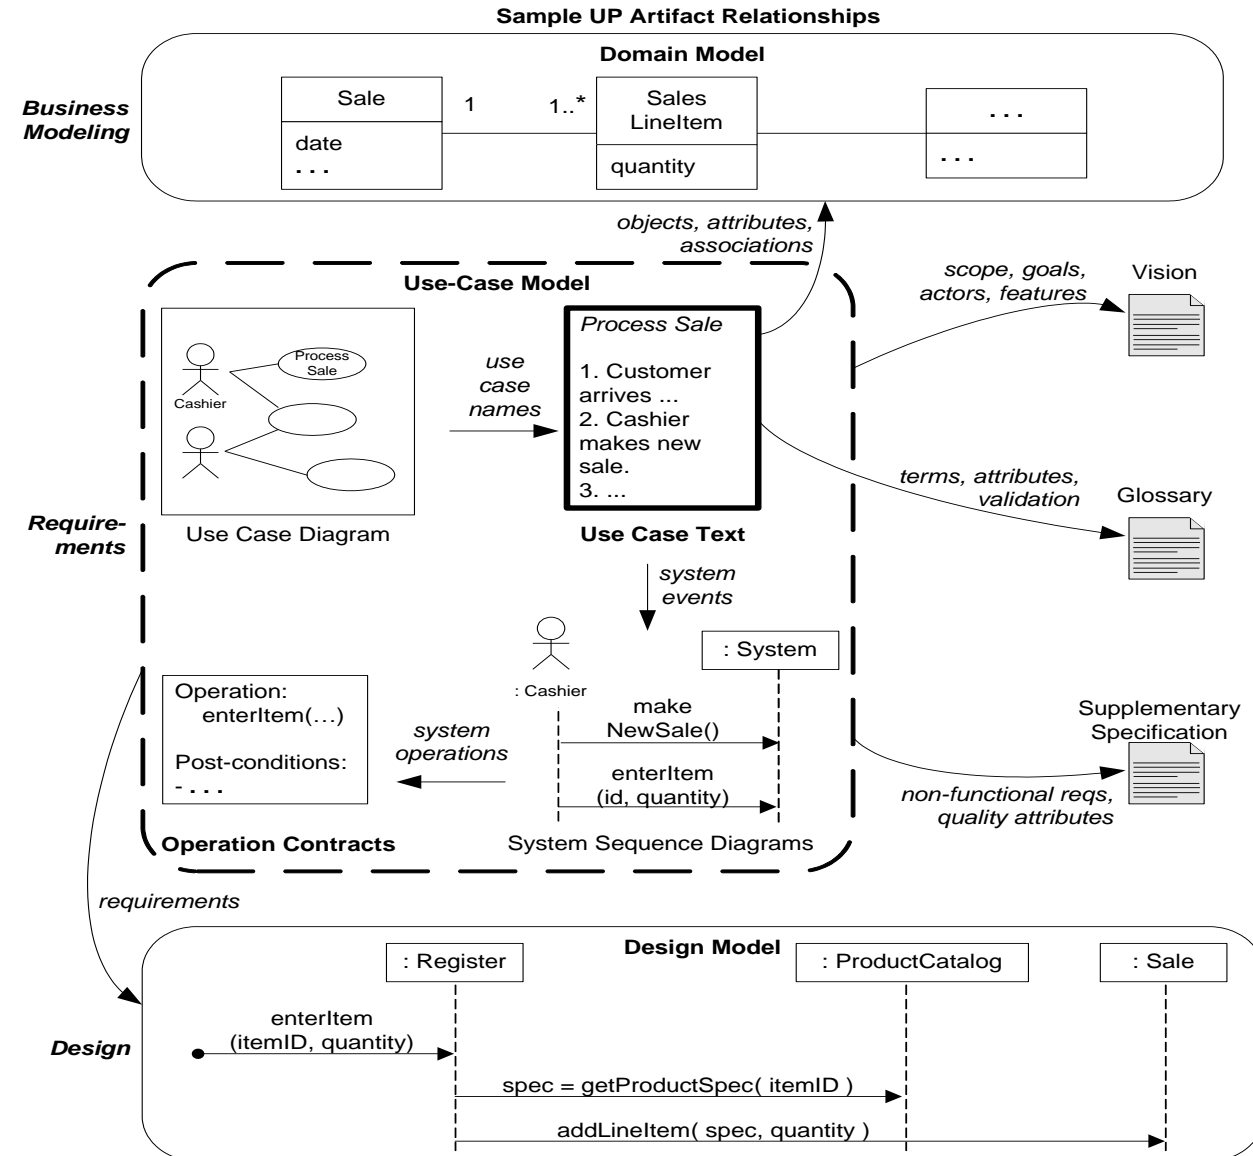 Sample UP Artifact Relationships
Domain Model
Business
Modeling
Sale
1
1..*
Sales
LineItem
. . .
date
. . .
quantity
. . .
objects, attributes,
associations
Use-Case Model
scope, goals,
actors, features
Vision
Process
Sale
Cashier
use
case
names
Process Sale
1. Customer
arrives ...
2. Cashier
makes new
sale.
3. ...
terms, attributes,
validation
Glossary
Require-
ments
Use Case Diagram
Use Case Text
system
events
: Cashier
: System
Operation:
enterItem(…)
Post-conditions:
- . . .
system
operations
make
NewSale()
enterItem
(id, quantity)
Supplementary
Specification
non-functional reqs,
quality attributes
Operation Contracts
System Sequence Diagrams
requirements
Design Model
: Register
: ProductCatalog
: Sale
Design
enterItem
(itemID, quantity)
spec = getProductSpec( itemID )
addLineItem( spec, quantity )